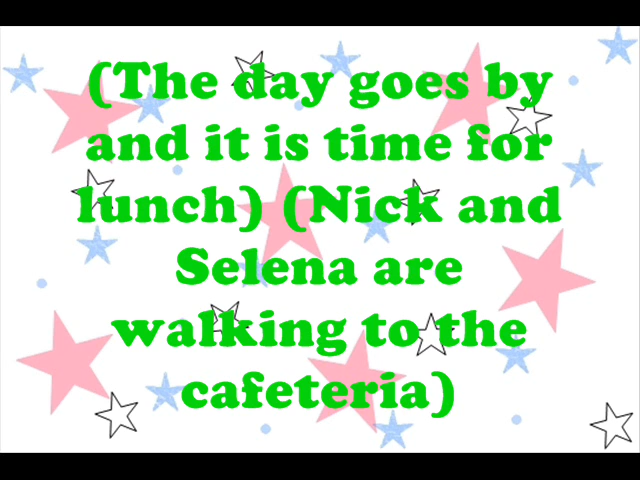 (The day goes by
and it is time for
lunch) (Nick and
Selena are
walking to the
cafeteria)